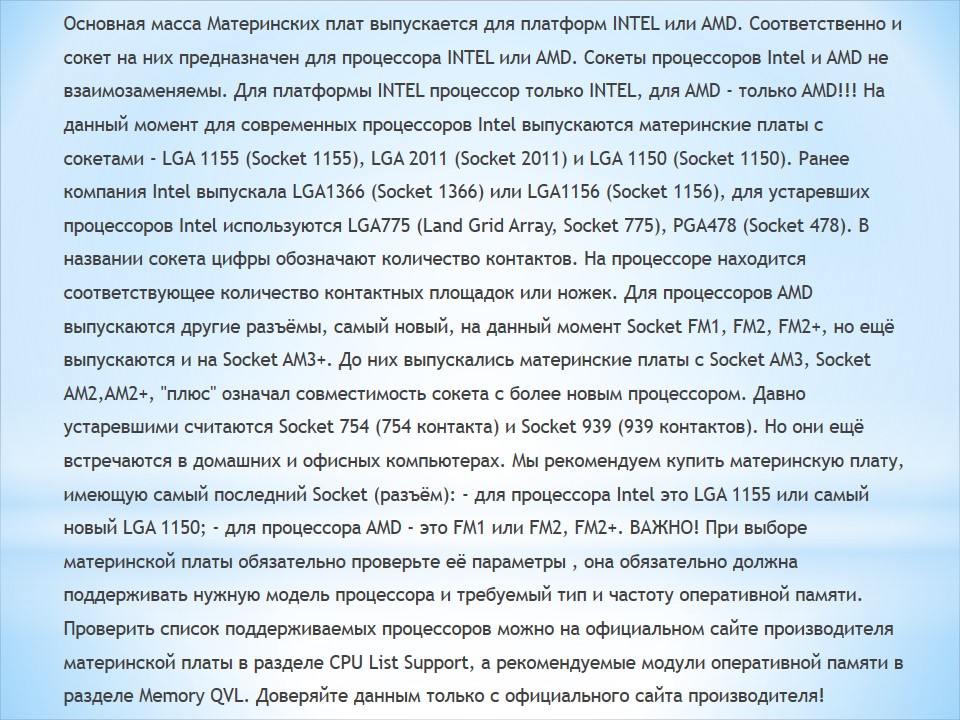 Основная масса Материнских плат выпускается для платформ INTEL или AMD. Соответственно и
сокет на них предназначен для процессора INTEL или AMD. Сокеты процессоров Intel и AMD не
взаимозаменяемы. Для платформы INTEL процессор только INTEL, для AMD - только AMD!!! На
данный момент для современных процессоров Intel выпускаются материнские платы с
сокетами - LGA 1155 (Socket 1155), LGA 2011 (Socket 2011) и LGA 1150 (Socket 1150). Ранее
компания Intel выпускала LGA1366 (Socket 1366) или LGA1156 (Socket 1156), для устаревших
процессоров Intel используются LGA775 (Land Grid Array, Socket 775), PGA478 (Socket 478). В
названии сокета цифры обозначают количество контактов. На процессоре находится
соответствующее количество контактных площадок или ножек. Для процессоров AMD
выпускаются другие разъёмы, самый новый, на данный момент Socket FM1, FM2, FM2+, но ещё
выпускаются и на Socket AM3+. До них выпускались материнские платы с Socket AM3, Socket
AM2,AM2+, "плюс" означал совместимость сокета с более новым процессором. Давно
устаревшими считаются Socket 754 (754 контакта) и Socket 939 (939 контактов). Но они ещё
встречаются в домашних и офисных компьютерах. Мы рекомендуем купить материнскую плату,
имеющую самый последний Socket (разъём): - для процессора Intel это LGA 1155 или самый
новый LGA 1150; - для процессора AMD - это FM1 или FM2, FM2+. ВАЖНО! При выборе
материнской платы обязательно проверьте её параметры , она обязательно должна
поддерживать нужную модель процессора и требуемый тип и частоту оперативной памяти.
Проверить список поддерживаемых процессоров можно на официальном сайте производителя
материнской платы в разделе CPU List Support, а рекомендуемые модули оперативной памяти в
разделе Memory QVL. Доверяйте данным только с официального сайта производителя!